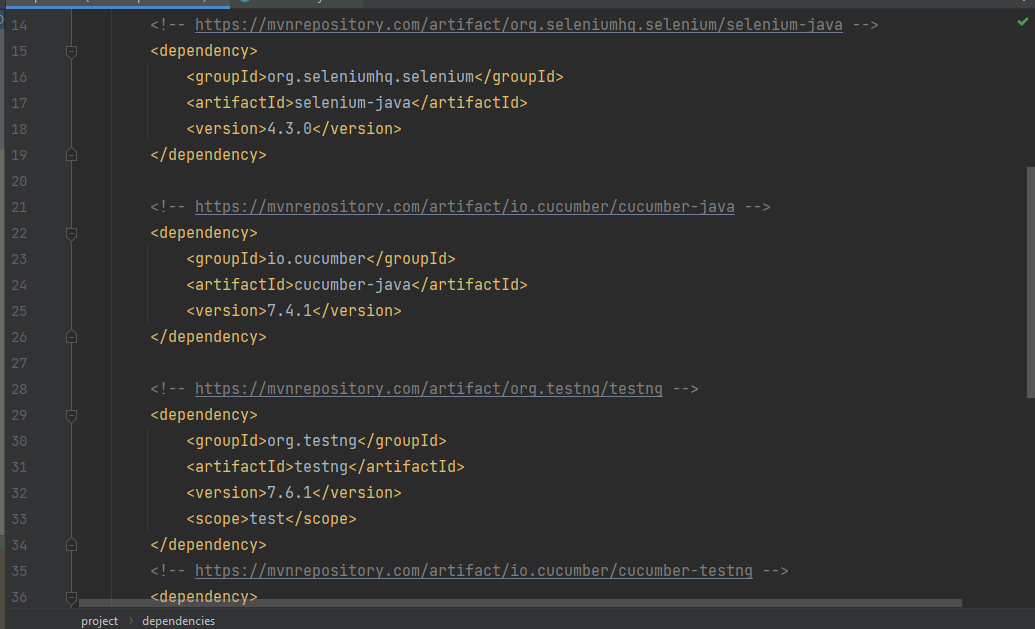 14 <!-- https://mvnrepository.com/artifact/org.seleniumhq.selenium/selenium-java -->
15 <dependency>
16 <groupId>org.seleniumhq.selenium</groupId>
17 <artifactId>selenium-java</artifactId>
18 <version>4.3.0</version>
19 </dependency>
20
21 <!-- https://mvnrepository.com/artifact/io.cucumber/cucumber-java -->
22 <dependency>
23 <groupId>io.cucumber</groupId>
24 <artifactId>cucumber-java</artifactId>
25 <version>7.4.1</version>
26 </dependency>
27
28 <!-- https://mvnrepository.com/artifact/org.testng/testng -->
29 <dependency>
30 <groupId>org.testng</groupId>
31 <artifactId>testng</artifactId>
32 <version>7.6.1</version>
33 <scope>test</scope>
34 </dependency>
35 <!-- https://mvnrepository.com/artifact/io.cucumber/cucumber-testng -->
36 <dependency>
project › dependencies